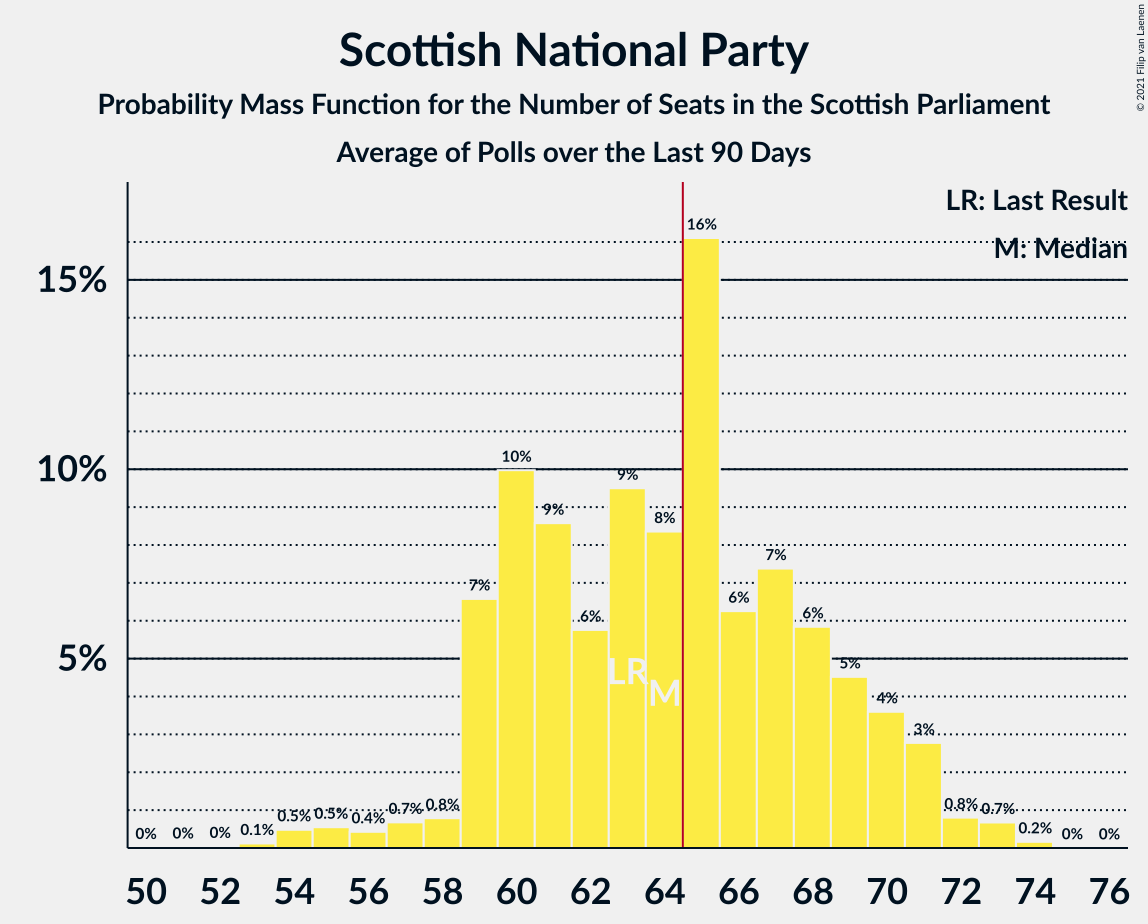 Scottish National Party
Probability Mass Function for the Number of Seats in the Scottish Parliament
Average of Polls over the Last 90 Days
© 2021 Filip van Laenen
LR: Last Result
M: Median
15%
10%
5%
0% 0% 0% 0.1% 0.5% 0.5% 0.4% 0.7% 0.8% 7% 10% 9% 6% 9% 8% 16% 6% 7% 6% 5% 4% 3% 0.8% 0.7% 0.2% 0% 0%
LR
M
50 52 54 56 58 60 62 64 66 68 70 72 74 76